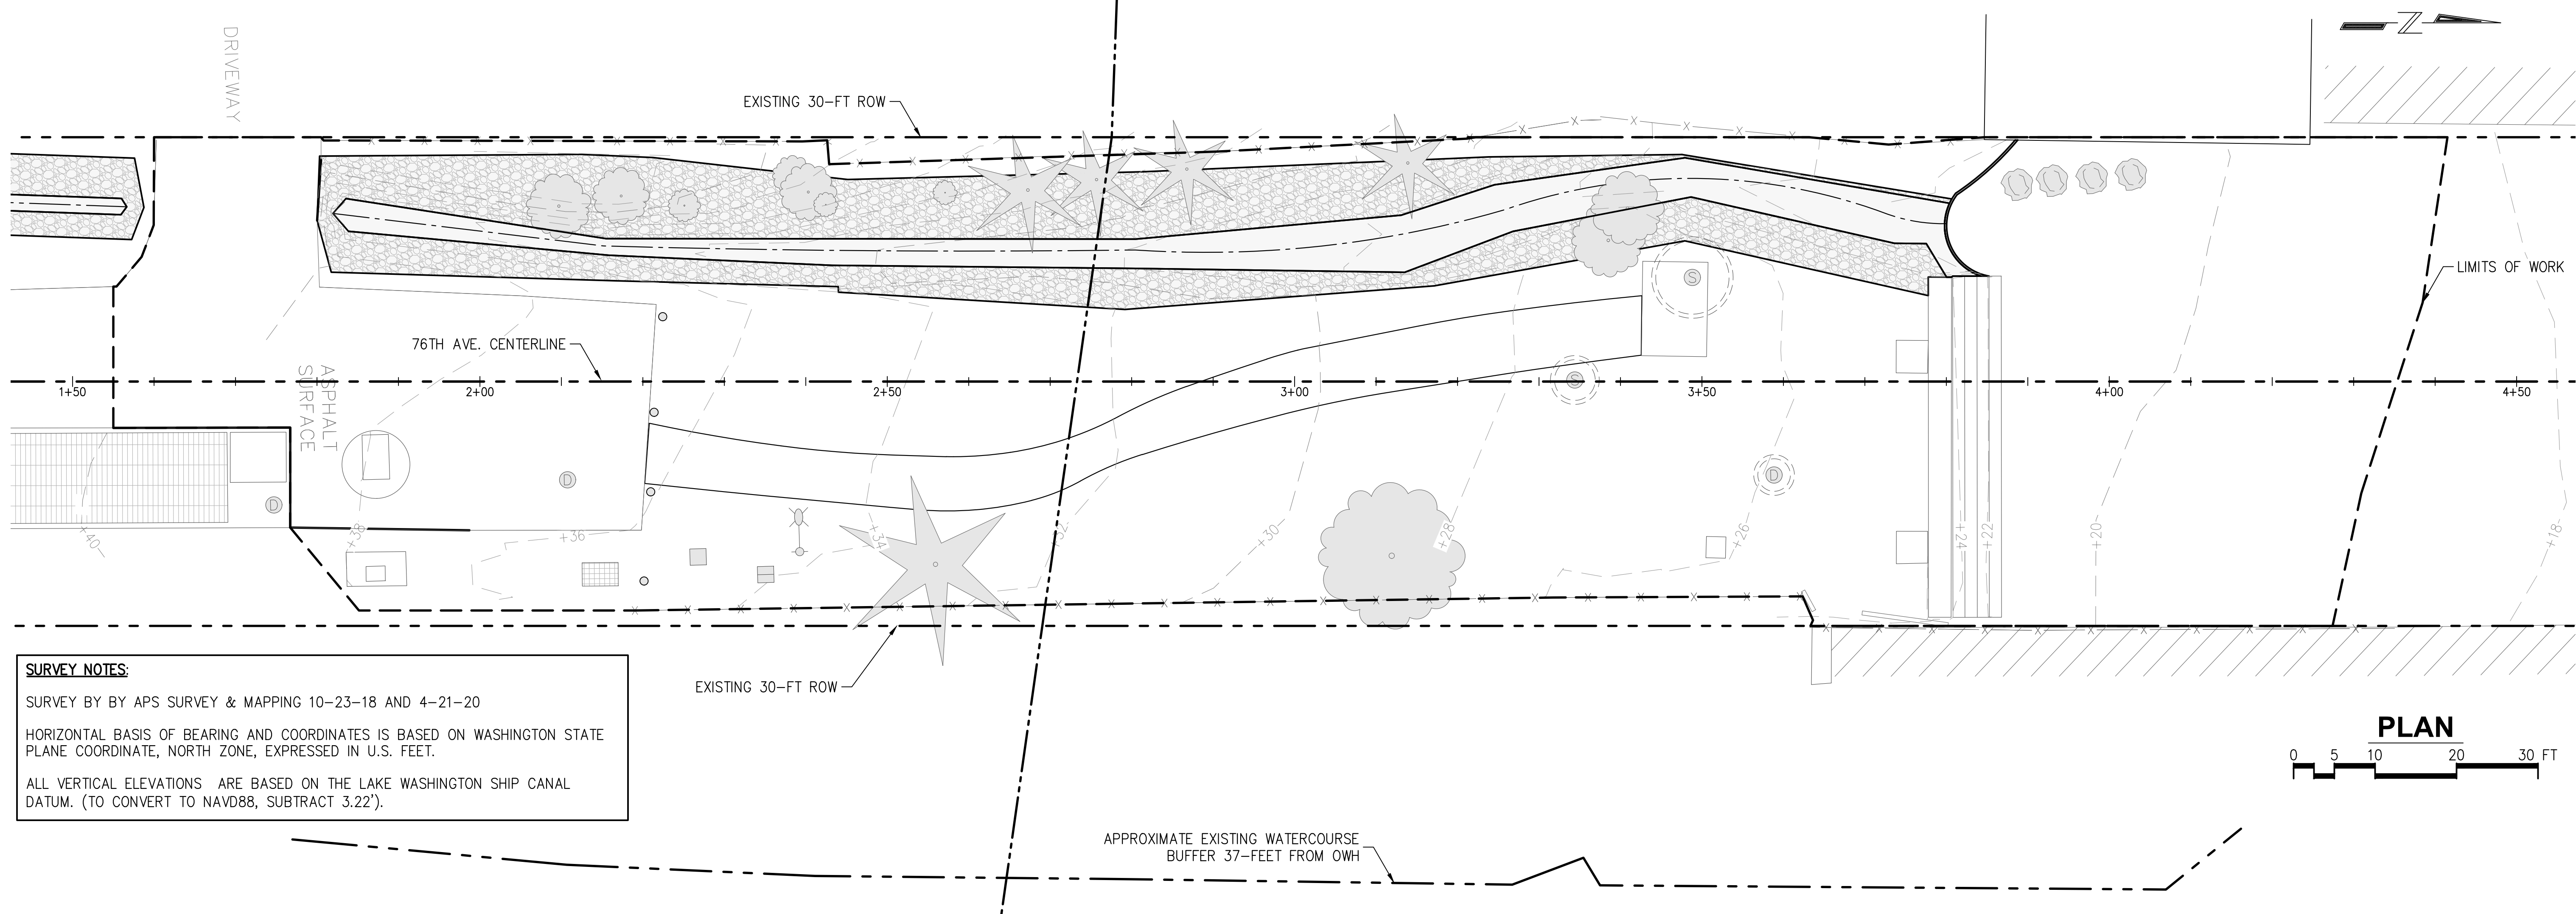 DRIVEWAY
N
EXISTING 30-FT ROW
LIMITS OF WORK
76TH AVE. CENTERLINE
1+50
2+00
2+50
3+00
3+50
4+00
4+50
ASPHALT
SURFACE
S
S
D
D
D
+40
+38
+36
+34
+32
+30
+28
+26
+24
+22
+20
+18
EXISTING 30-FT ROW
SURVEY NOTES:
SURVEY BY BY APS SURVEY & MAPPING 10-23-18 AND 4-21-20
HORIZONTAL BASIS OF BEARING AND COORDINATES IS BASED ON WASHINGTON STATE
PLANE COORDINATE, NORTH ZONE, EXPRESSED IN U.S. FEET.
ALL VERTICAL ELEVATIONS ARE BASED ON THE LAKE WASHINGTON SHIP CANAL
DATUM. (TO CONVERT TO NAVD88, SUBTRACT 3.22').
PLAN
0 5 10 20 30 FT
APPROXIMATE EXISTING WATERCOURSE
BUFFER 37-FEET FROM OWH